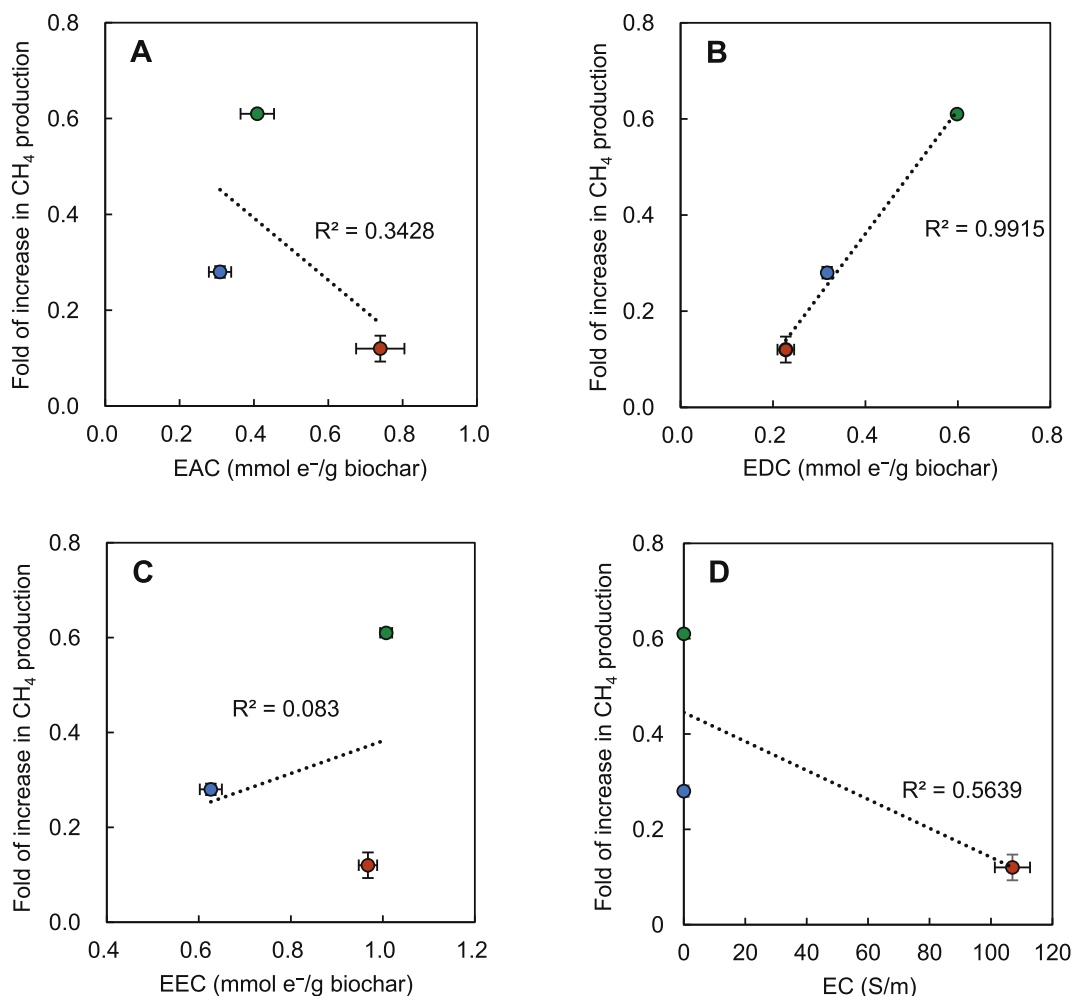 A
Fold of increase in CH₄ production
0.8
0.6
0.4
0.2
0.0
R² = 0.3428
0.0 0.2 0.4 0.6 0.8 1.0
EAC (mmol e⁻/g biochar)
B
Fold of increase in CH₄ production
0.8
0.6
0.4
0.2
0.0
R² = 0.9915
0.0 0.2 0.4 0.6 0.8
EDC (mmol e⁻/g biochar)
C
Fold of increase in CH₄ production
0.8
0.6
0.4
0.2
0.0
R² = 0.083
0.4 0.6 0.8 1.0 1.2
EEC (mmol e⁻/g biochar)
D
Fold of increase in CH₄ production
0.8
0.6
0.4
0.2
0
R² = 0.5639
0 20 40 60 80 100 120
EC (S/m)